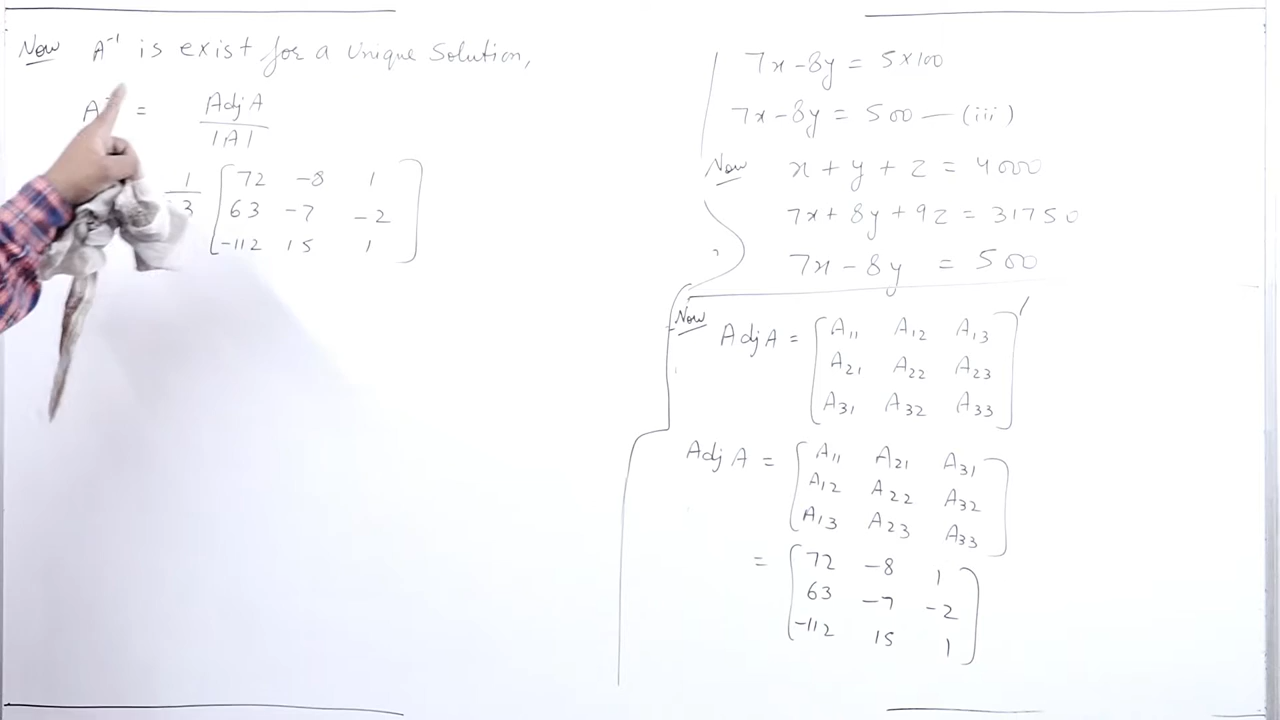 Now A⁻¹ is exist for a Unique Solution,
A⁻ = Adj A / |A|
1/3 [72 -8 1
63 -7 -2
-112 15 1]
7x - 8y = 5×100
7x - 8y = 500 — (iii)
Now x + y + z = 4000
7x + 8y + 9z = 31750
7x - 8y = 500
Now Adj A = [A₁₁ A₁₂ A₁₃
A₂₁ A₂₂ A₂₃
A₃₁ A₃₂ A₃₃]′
Adj A = [A₁₁ A₂₁ A₃₁
A₁₂ A₂₂ A₃₂
A₁₃ A₂₃ A₃₃]
= [72 -8 1
63 -7 -2
-112 15 1]